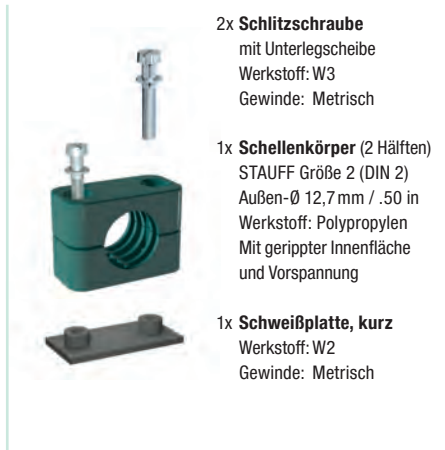 2x Schlitzschraube
mit Unterlegscheibe
Werkstoff: W3
Gewinde: Metrisch
1x Schellenkörper (2 Hälften)
STAUFF Größe 2 (DIN 2)
Außen-Ø 12,7 mm / .50 in
Werkstoff: Polypropylen
Mit gerippter Innenfläche
und Vorspannung
1x Schweißplatte, kurz
Werkstoff: W2
Gewinde: Metrisch